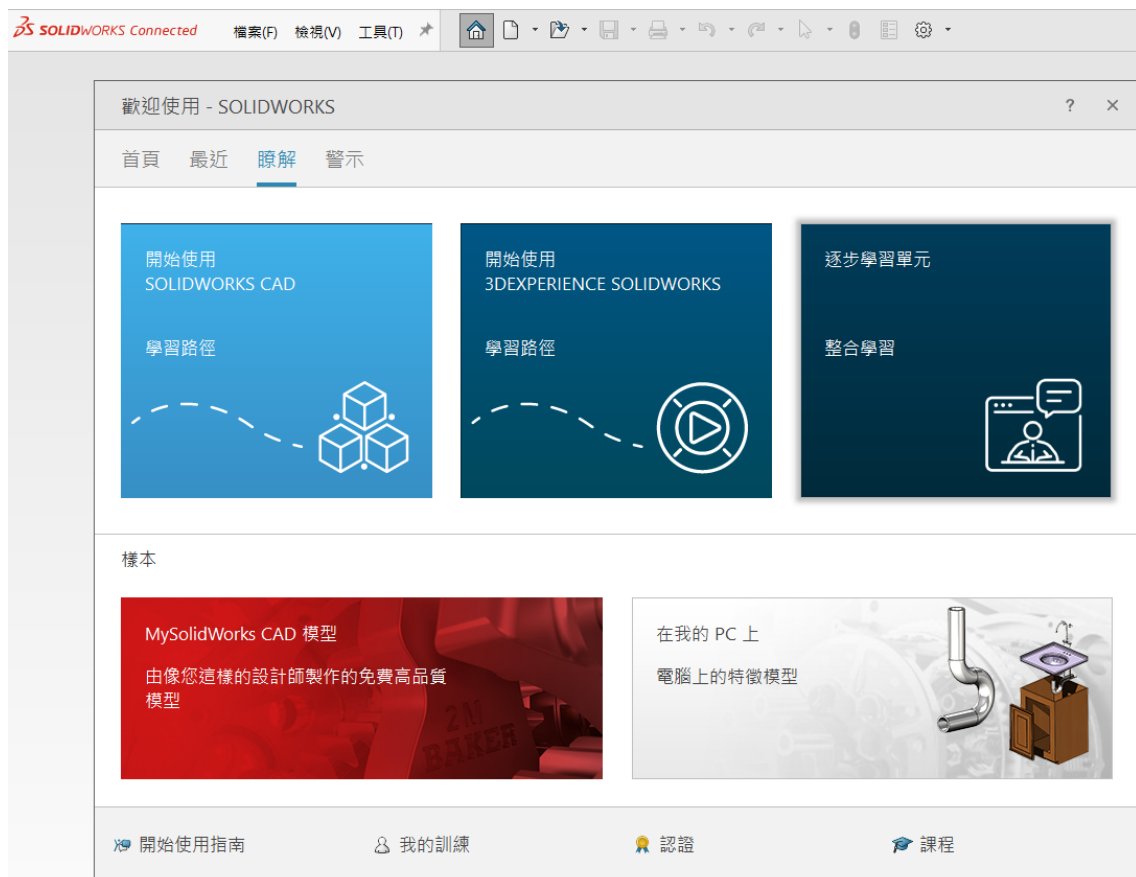 SOLIDWORKS Connected 檔案(F) 檢視(V) 工具(T)
歡迎使用 - SOLIDWORKS ?
首頁 最近 瞭解 警示
開始使用
SOLIDWORKS CAD
學習路徑
開始使用
3DEXPERIENCE SOLIDWORKS
學習路徑
逐步學習單元
整合學習
樣本
MySolidWorks CAD 模型
由像您這樣的設計師製作的免費高品質
模型
2M
BAKER
在我的 PC 上
電腦上的特徵模型
開始使用指南 我的訓練 認證 課程